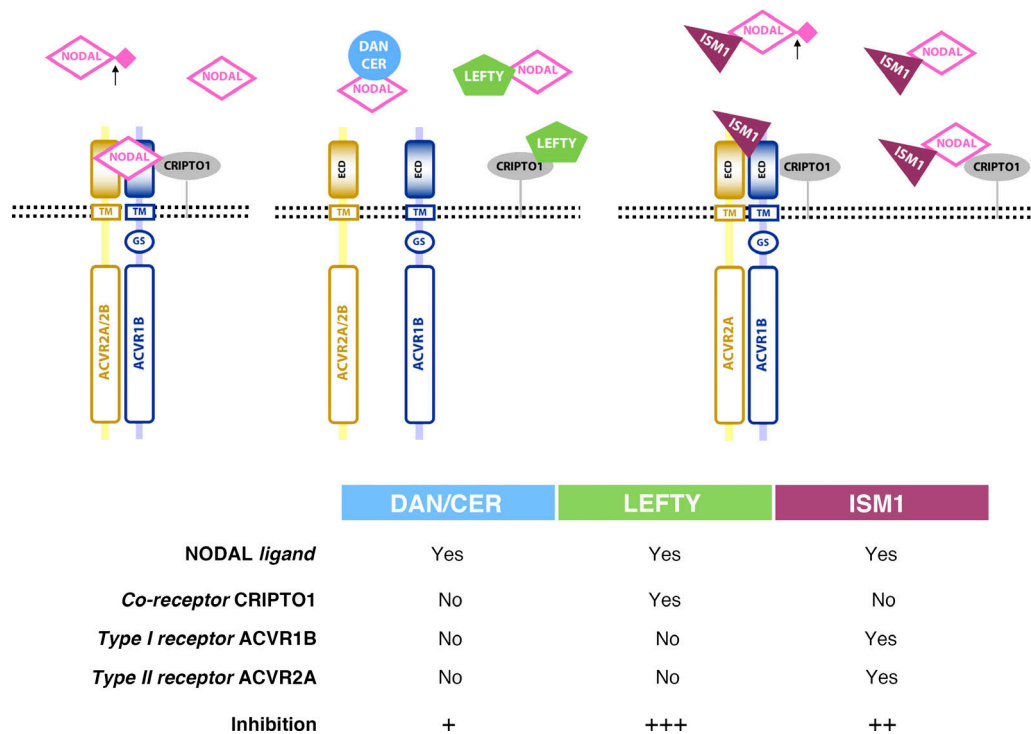 NODAL
NODAL
NODAL
CRIPTO1
TM
TM
GS
ACVR2A/2B
ACVR1B
DAN
CER
NODAL
LEFTY
NODAL
LEFTY
CRIPTO1
ECD
ECD
TM
TM
GS
ACVR2A/2B
ACVR1B
ISM1
NODAL
ISM1
NODAL
ISM1
ECD
ECD
CRIPTO1
NODAL
ISM1
CRIPTO1
TM
TM
GS
ACVR2A
ACVR1B
DAN/CER LEFTY ISM1
NODAL ligand Yes Yes Yes
Co-receptor CRIPTO1 No Yes No
Type I receptor ACVR1B No No Yes
Type II receptor ACVR2A No No Yes
Inhibition + +++ ++